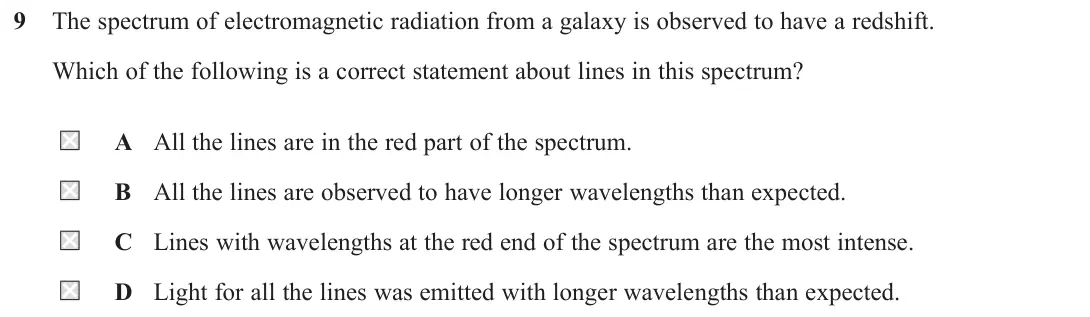 9 The spectrum of electromagnetic radiation from a galaxy is observed to have a redshift.
Which of the following is a correct statement about lines in this spectrum?
A All the lines are in the red part of the spectrum.
B All the lines are observed to have longer wavelengths than expected.
C Lines with wavelengths at the red end of the spectrum are the most intense.
D Light for all the lines was emitted with longer wavelengths than expected.